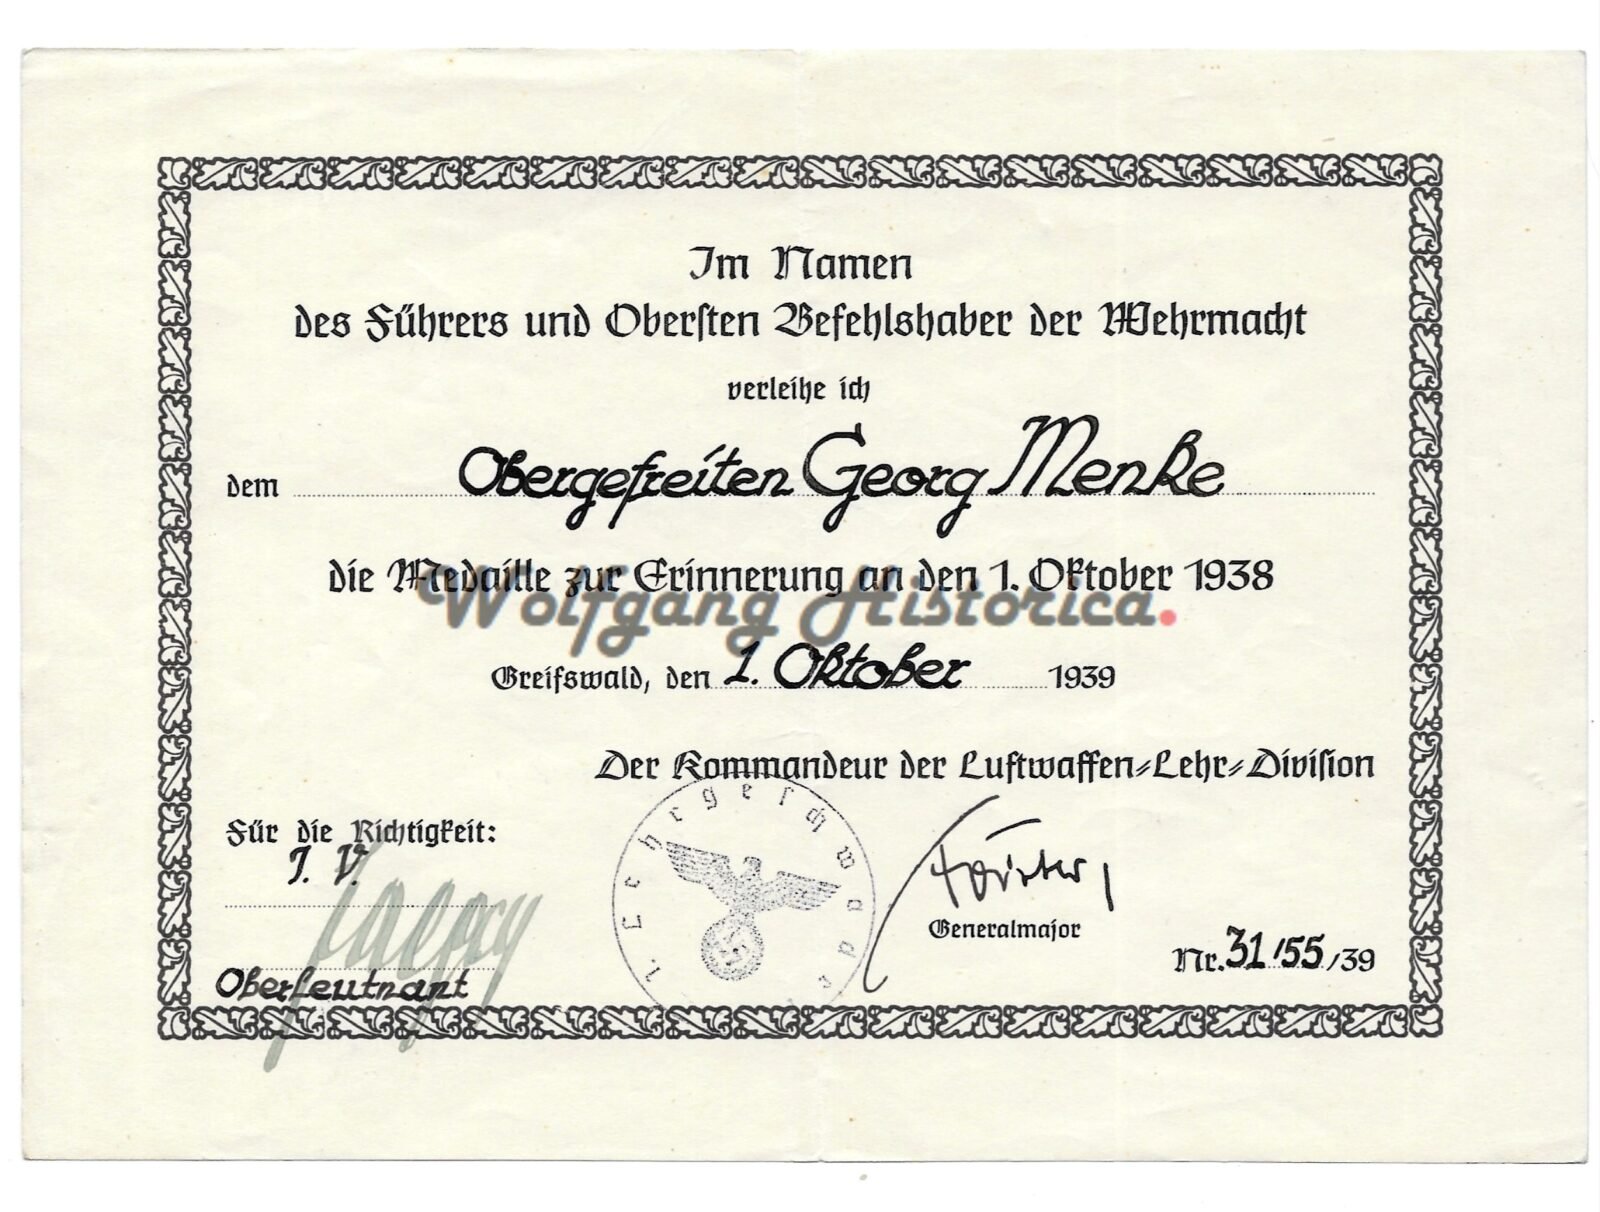 Im Namen
des Führers und Obersten Befehlshaber der Wehrmacht
verleihe ich
dem Obergefreiten Georg Menke
die Medaille zur Erinnerung an den 1. Oktober 1938
Wolfgang Historica.
Greifswald, den 1. Oktober 1939
Der Kommandeur der Luftwaffen-Lehr-Division
Für die Richtigkeit:
I. V.
Oberleutnant
Lehrgeschwader
Generalmajor
Nr. 31/55/39